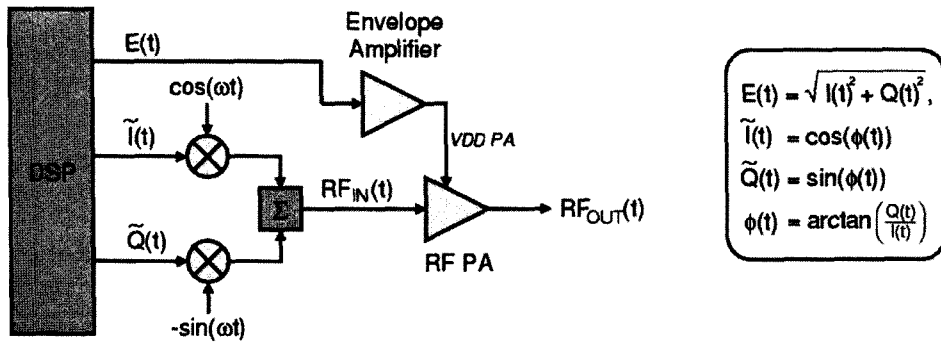 Envelope
Amplifier
E(t)
cos(ωt)
Ĩ(t)
VDD PA
DSP
Σ
RF_IN(t)
RF_OUT(t)
Q̃(t)
RF PA
-sin(ωt)
E(t) = √I(t)² + Q(t)²,
Ĩ(t) = cos(ϕ(t))
Q̃(t) = sin(ϕ(t))
ϕ(t) = arctan(Q(t)/I(t))